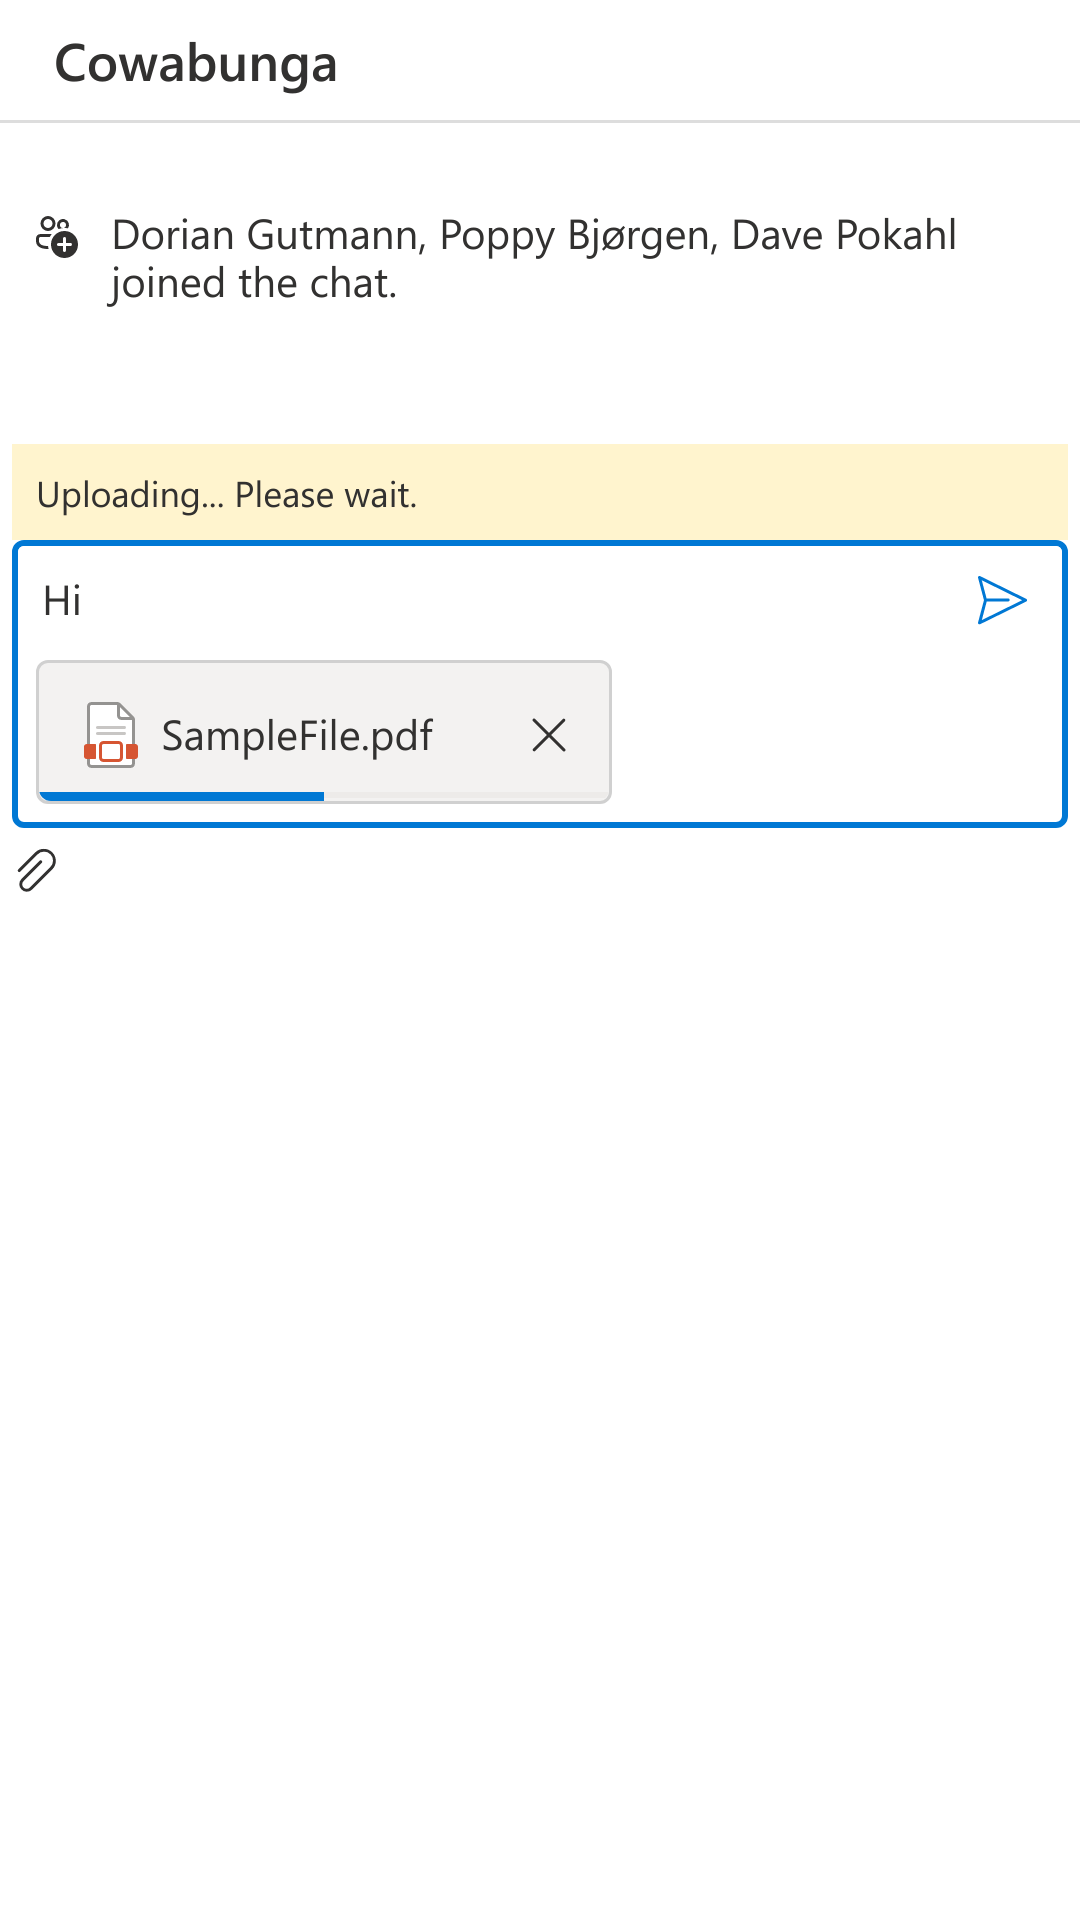 Cowabunga
Dorian Gutmann, Poppy Bjørgen, Dave Pokahl
joined the chat.
Uploading... Please wait.
Hi
SampleFile.pdf